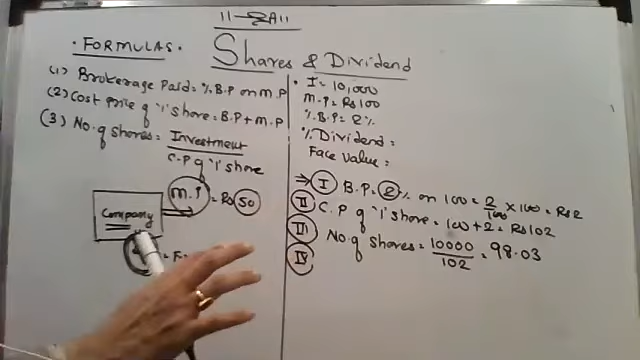 Shares & Dividend
• FORMULAS •
(1) Brokerage Paid = % B.P on M.P
(2) Cost price of '1' share = B.P + M.P
(3) No. of shares = Investment
C.P of '1' share
Company
M.P = Rs 50
• I = 10,000
M.P = Rs 100
% B.P = 2%
% Dividend =
Face Value =
⇒ I B.P = 2% on 100 = 2/100 × 100 = Rs 2
II C.P of '1' share = 100 + 2 = Rs 102
III No of shares = 10000/102 = 98.03
IV